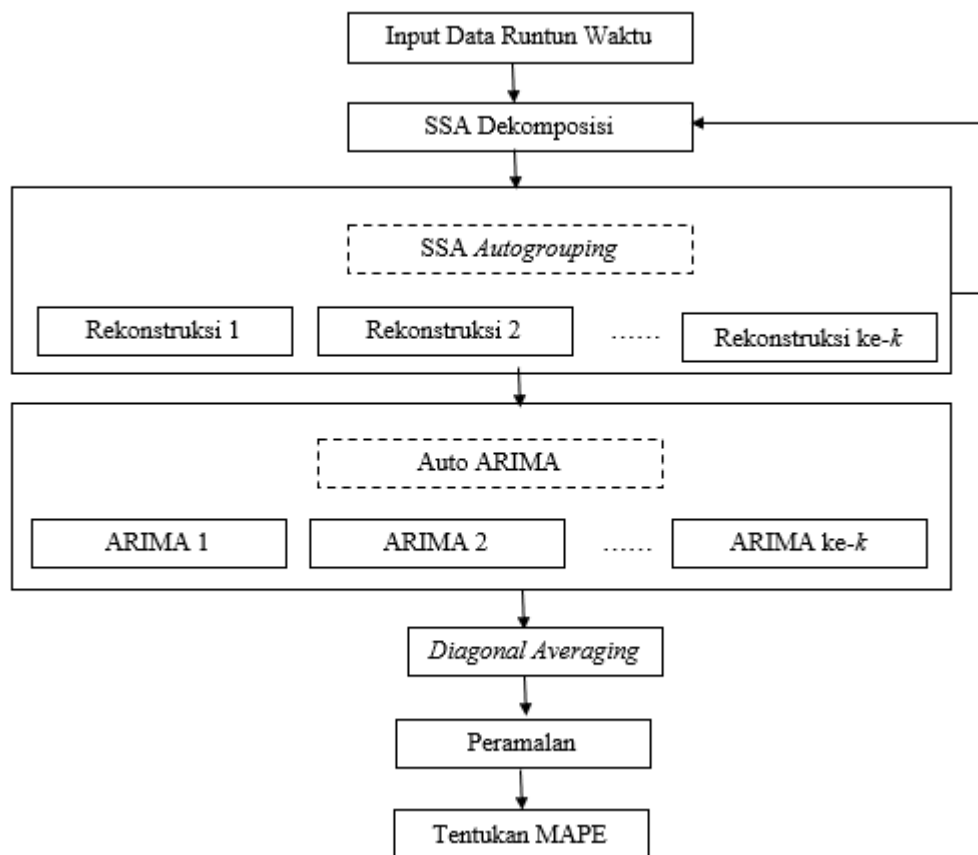 Input Data Runtun Waktu
SSA Dekomposisi
SSA Autogrouping
Rekonstruksi 1
Rekonstruksi 2
......
Rekonstruksi ke-k
Auto ARIMA
ARIMA 1
ARIMA 2
......
ARIMA ke-k
Diagonal Averaging
Peramalan
Tentukan MAPE